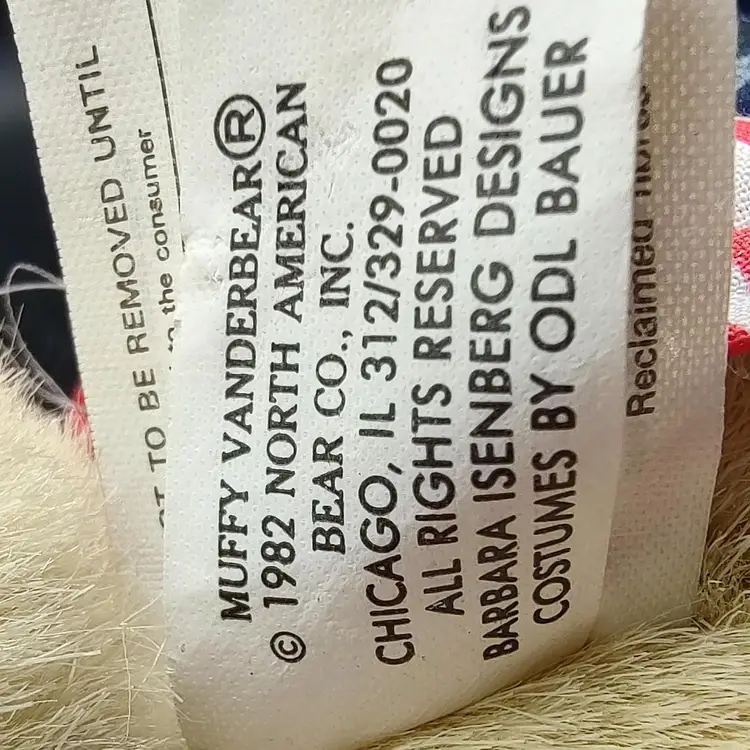 TO BE REMOVED UNTIL
the consumer
MUFFY VANDERBEAR®
© 1982 NORTH AMERICAN
BEAR CO., INC.
CHICAGO, IL 312/329-0020
ALL RIGHTS RESERVED
BARBARA ISENBERG DESIGNS
COSTUMES BY ODL BAUER
Reclaimed